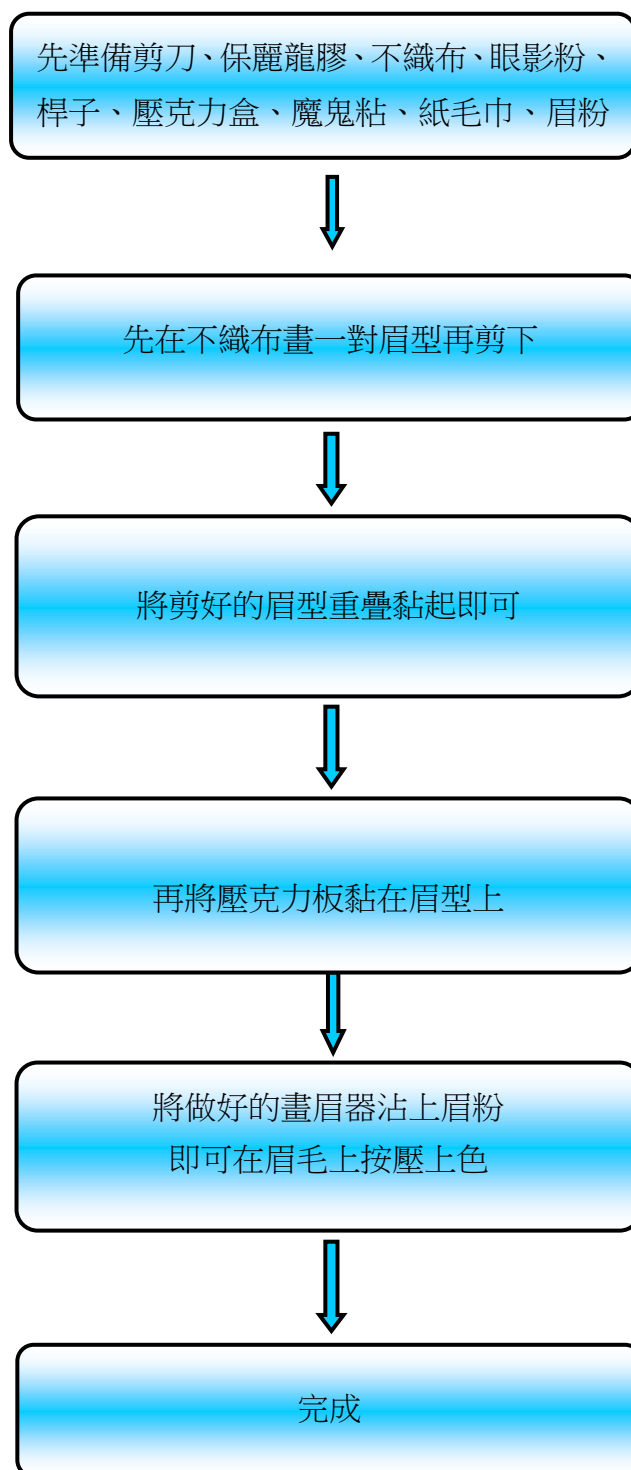 先準備剪刀、保麗龍膠、不織布、眼影粉、
桿子、壓克力盒、魔鬼粘、紙毛巾、眉粉
先在不織布畫一對眉型再剪下
將剪好的眉型重疊黏起即可
再將壓克力板黏在眉型上
將做好的畫眉器沾上眉粉
即可在眉毛上按壓上色
完成